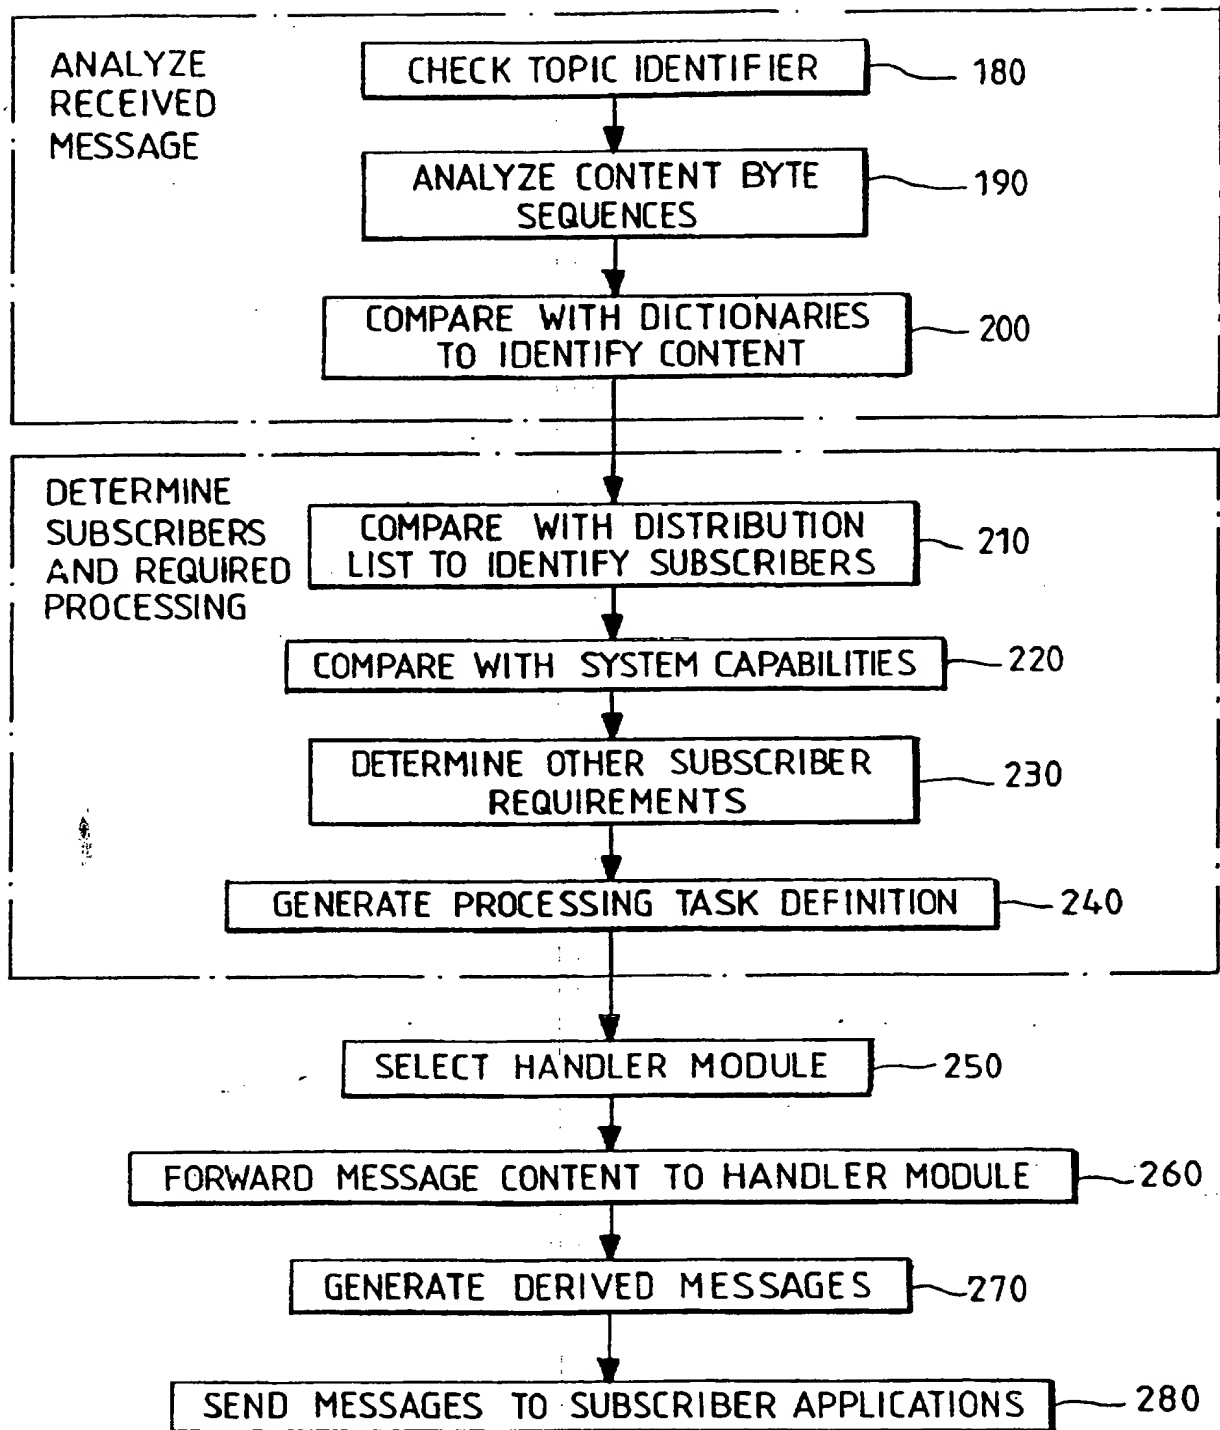 ANALYZE
RECEIVED
MESSAGE
CHECK TOPIC IDENTIFIER
180
ANALYZE CONTENT BYTE
SEQUENCES
190
COMPARE WITH DICTIONARIES
TO IDENTIFY CONTENT
200
DETERMINE
SUBSCRIBERS
AND REQUIRED
PROCESSING
COMPARE WITH DISTRIBUTION
LIST TO IDENTIFY SUBSCRIBERS
210
COMPARE WITH SYSTEM CAPABILITIES
220
DETERMINE OTHER SUBSCRIBER
REQUIREMENTS
230
GENERATE PROCESSING TASK DEFINITION
240
SELECT HANDLER MODULE
250
FORWARD MESSAGE CONTENT TO HANDLER MODULE
260
GENERATE DERIVED MESSAGES
270
SEND MESSAGES TO SUBSCRIBER APPLICATIONS
280